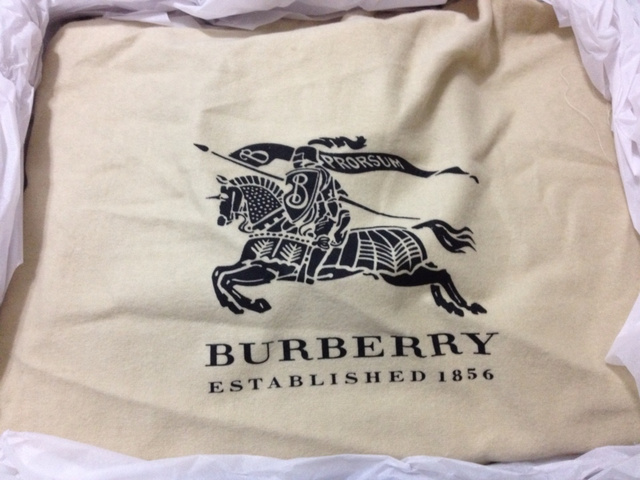 B
PRORSUM
B
BURBERRY
ESTABLISHED 1856